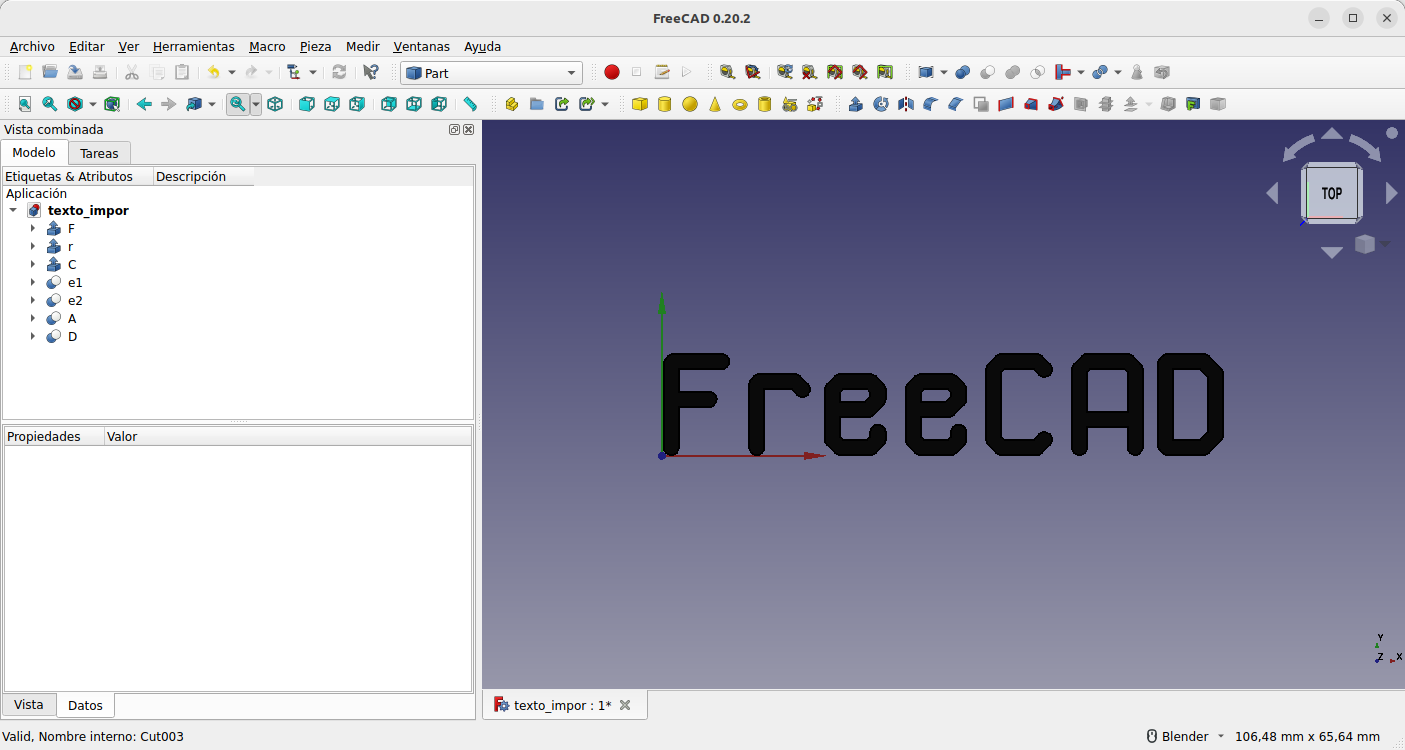 FreeCAD 0.20.2
Archivo Editar Ver Herramientas Macro Pieza Medir Ventanas Ayuda
Part
Vista combinada
Modelo Tareas
Etiquetas & Atributos Descripción
Aplicación
texto_impor
F
r
C
e1
e2
A
D
Propiedades Valor
Vista Datos
TOP
FreeCAD
Y
Z X
texto_impor : 1*
Valid, Nombre interno: Cut003
Blender 106,48 mm x 65,64 mm